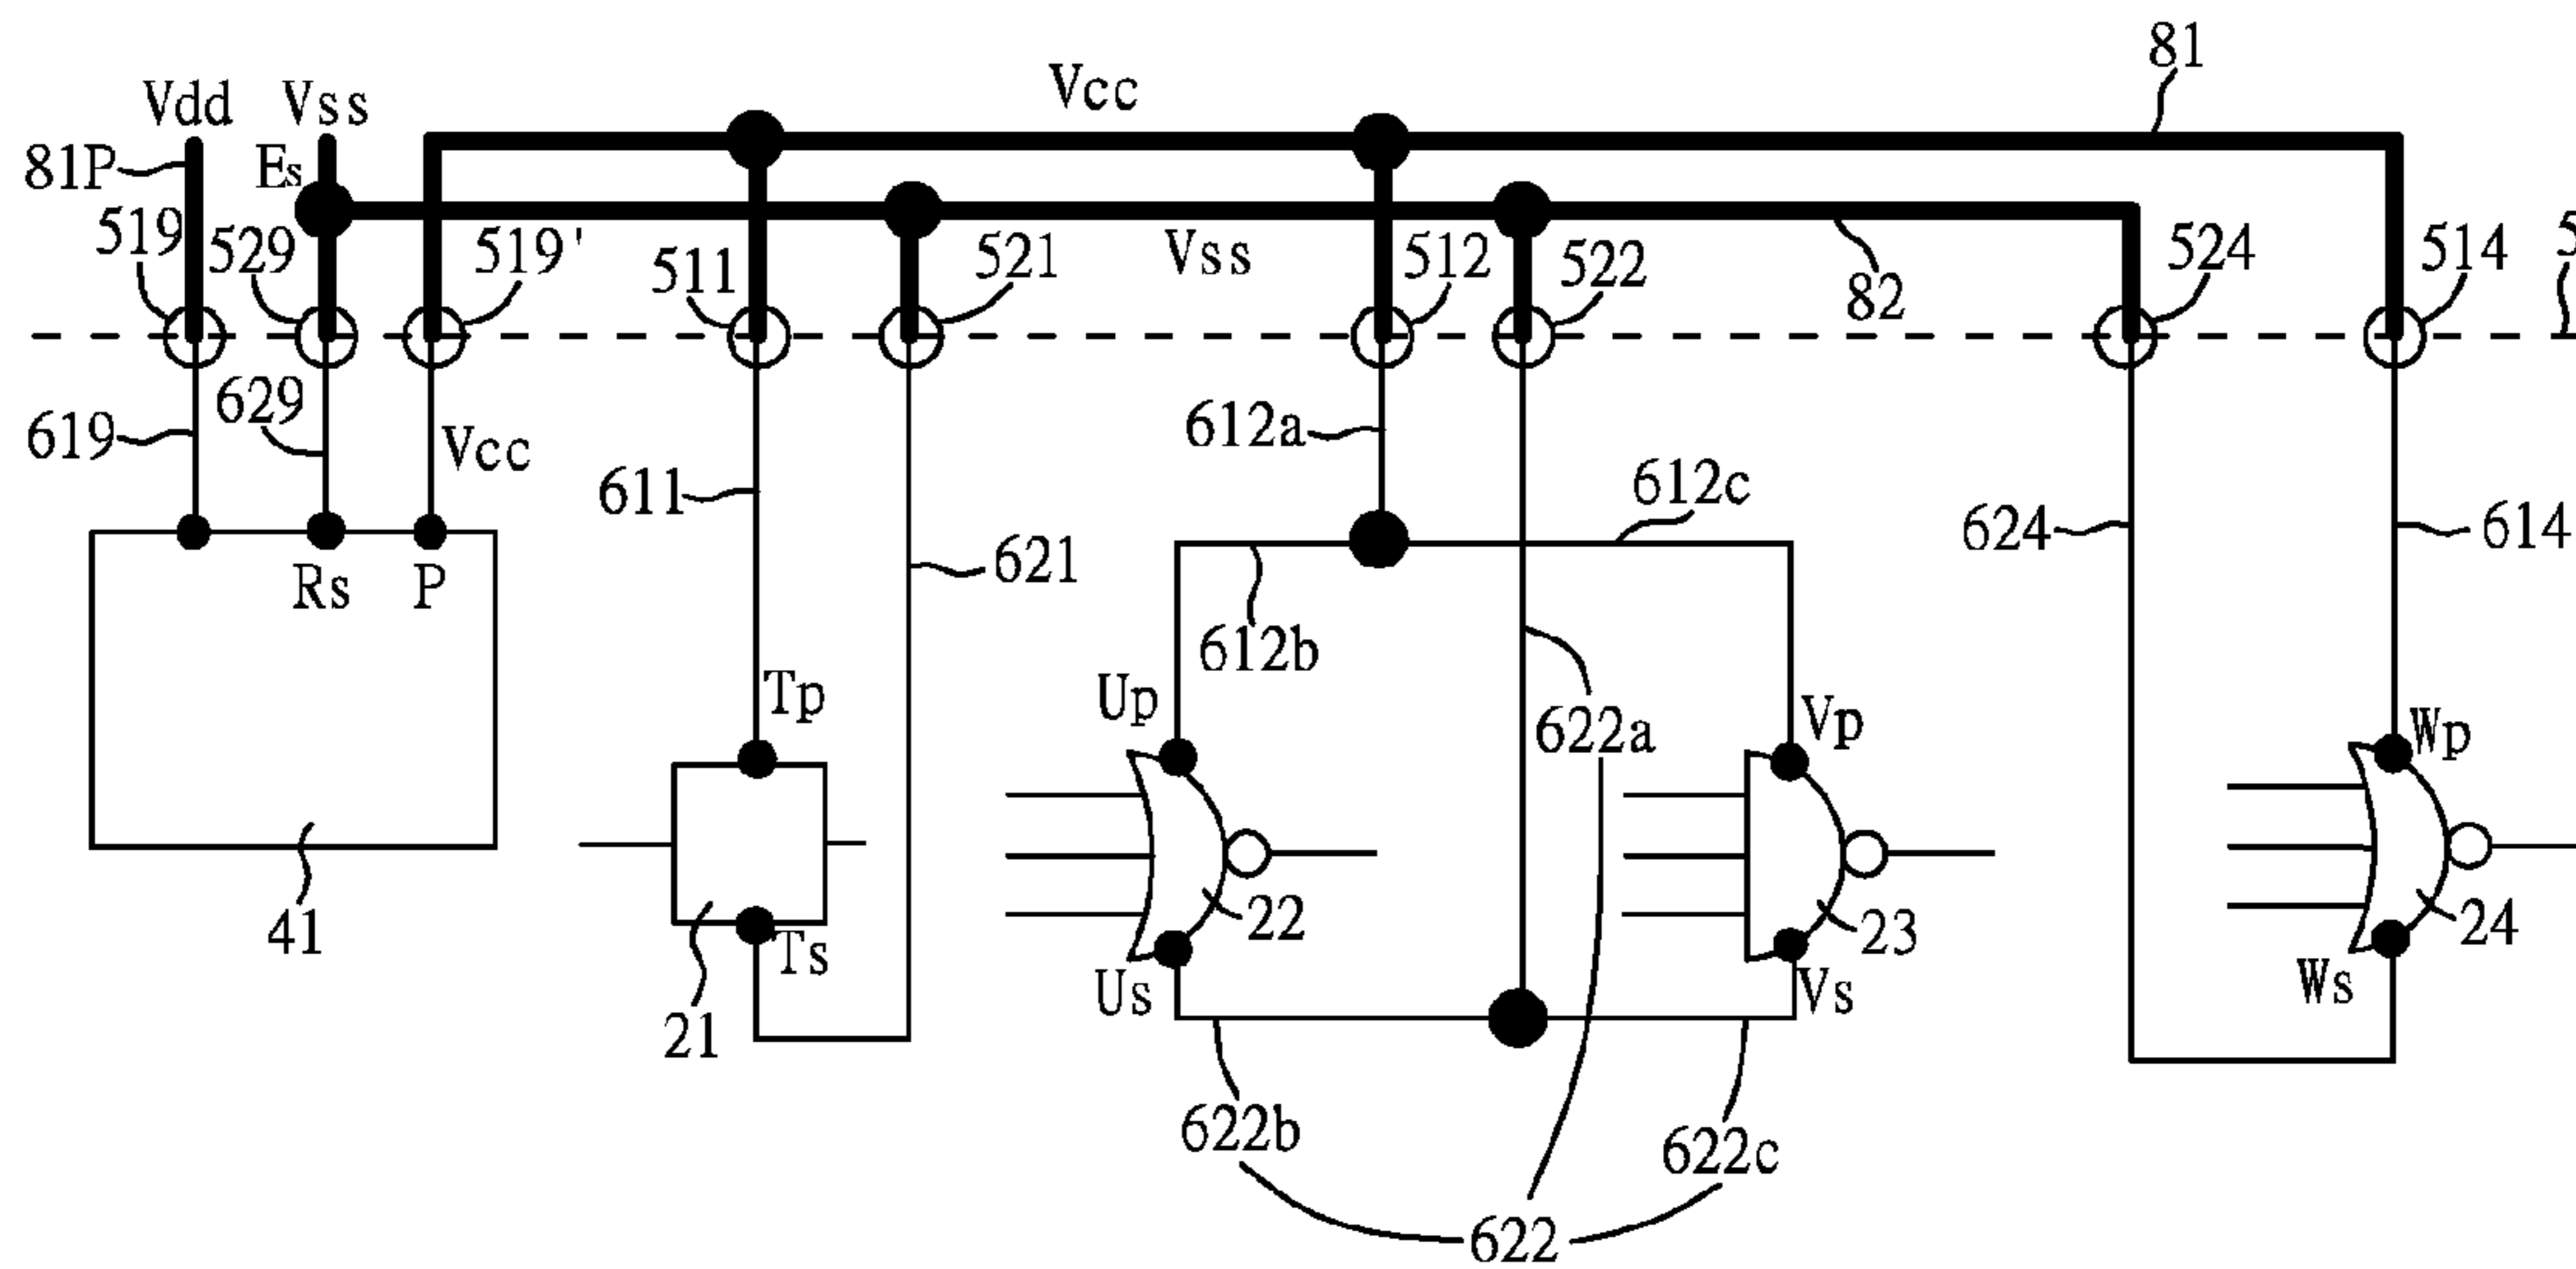 81
Vcc
Vdd Vss
81P Es
519 529 519' 511 521 Vss 512 522 82 524 514 5
619 629 Vcc 612a
611 612c
621 624 614
Rs P
612b
Tp Up 622a Vp Wp
22 23 24
41 Ts Us Vs Ws
21
622b 622c
622